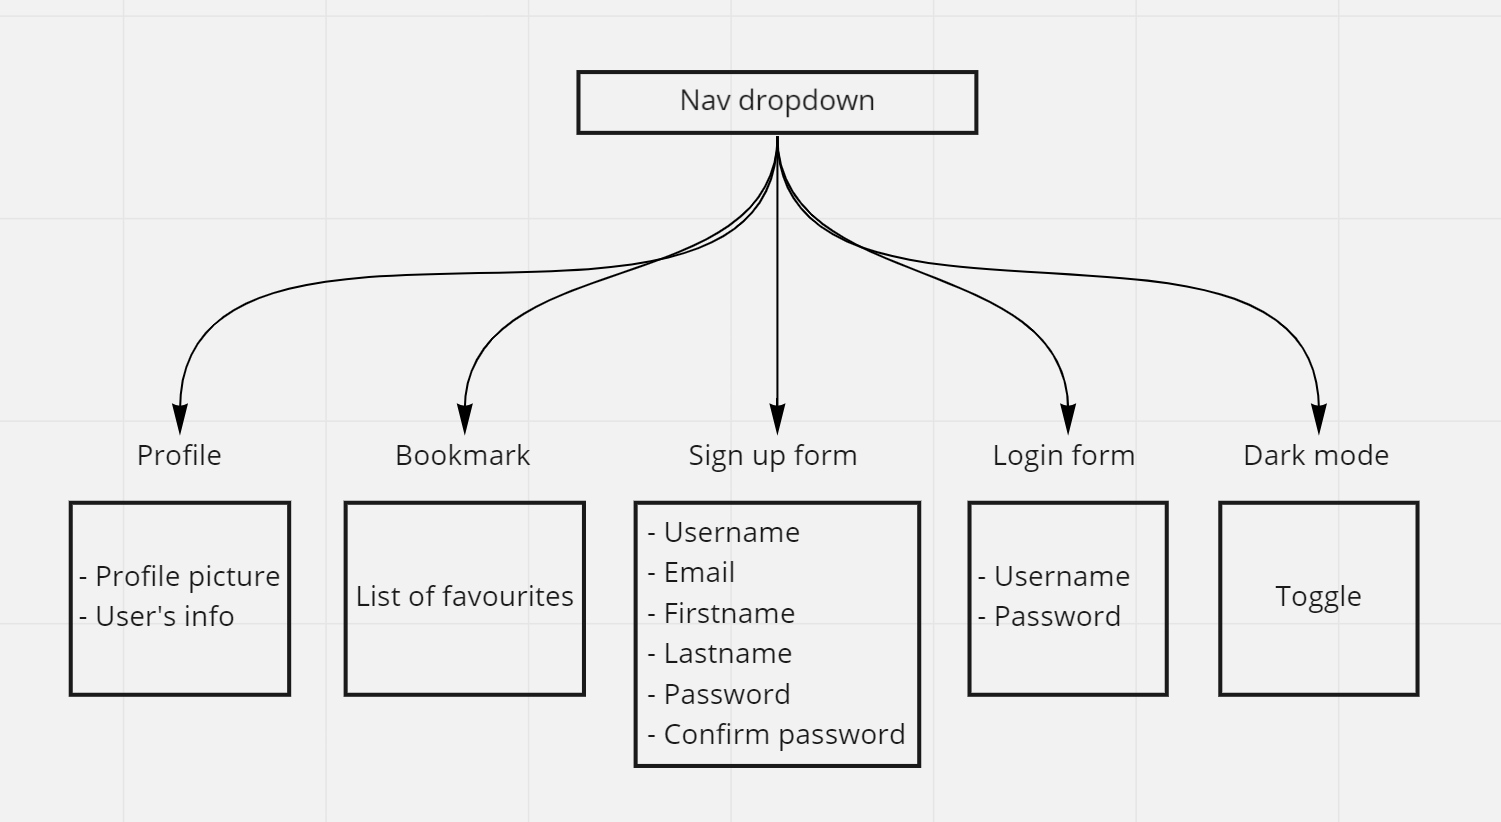 Nav dropdown
Profile
Bookmark
Sign up form
Login form
Dark mode
- Profile picture
- User's info
List of favourites
- Username
- Email
- Firstname
- Lastname
- Password
- Confirm password
- Username
- Password
Toggle